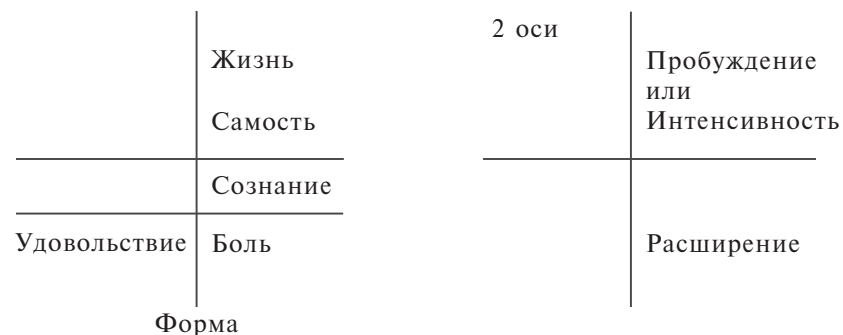 Жизнь
Самость
Сознание
Удовольствие Боль
Форма
2 оси
Пробуждение
или
Интенсивность
Расширение